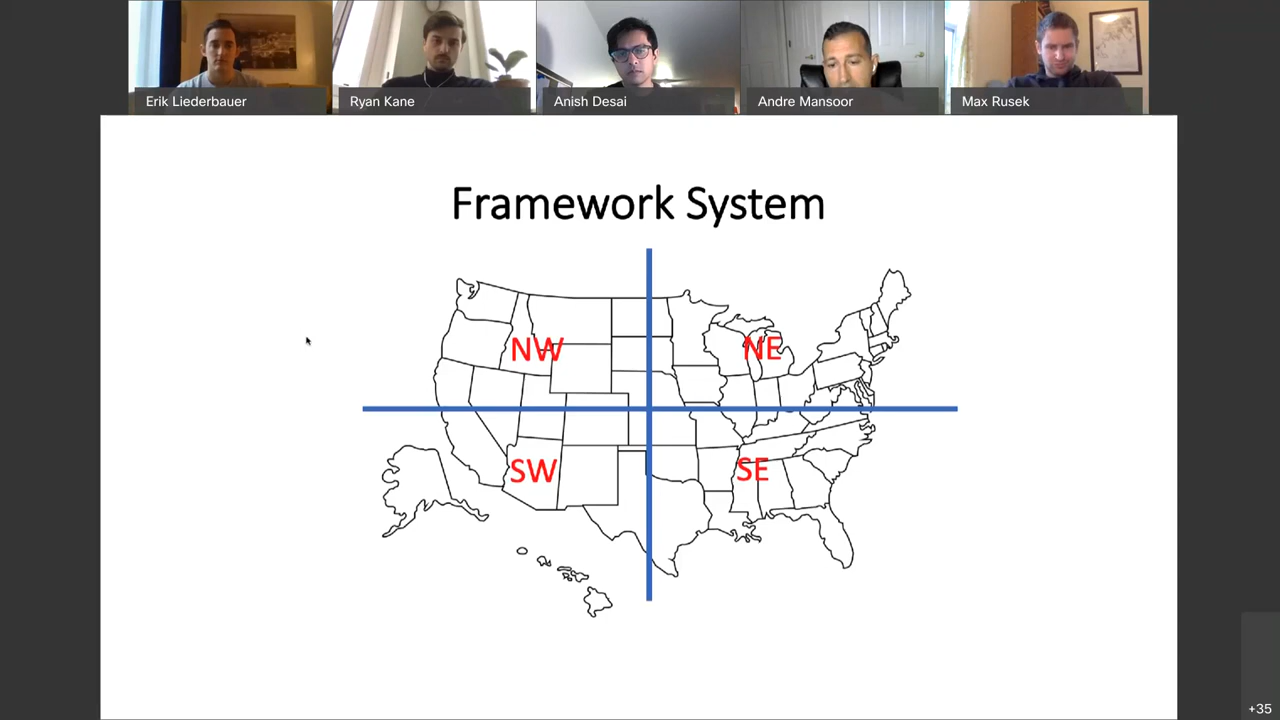 Erik Liederbauer
Ryan Kane
Anish Desai
Andre Mansoor
Max Rusek
Framework System
NW
NE
SW
SE
+35